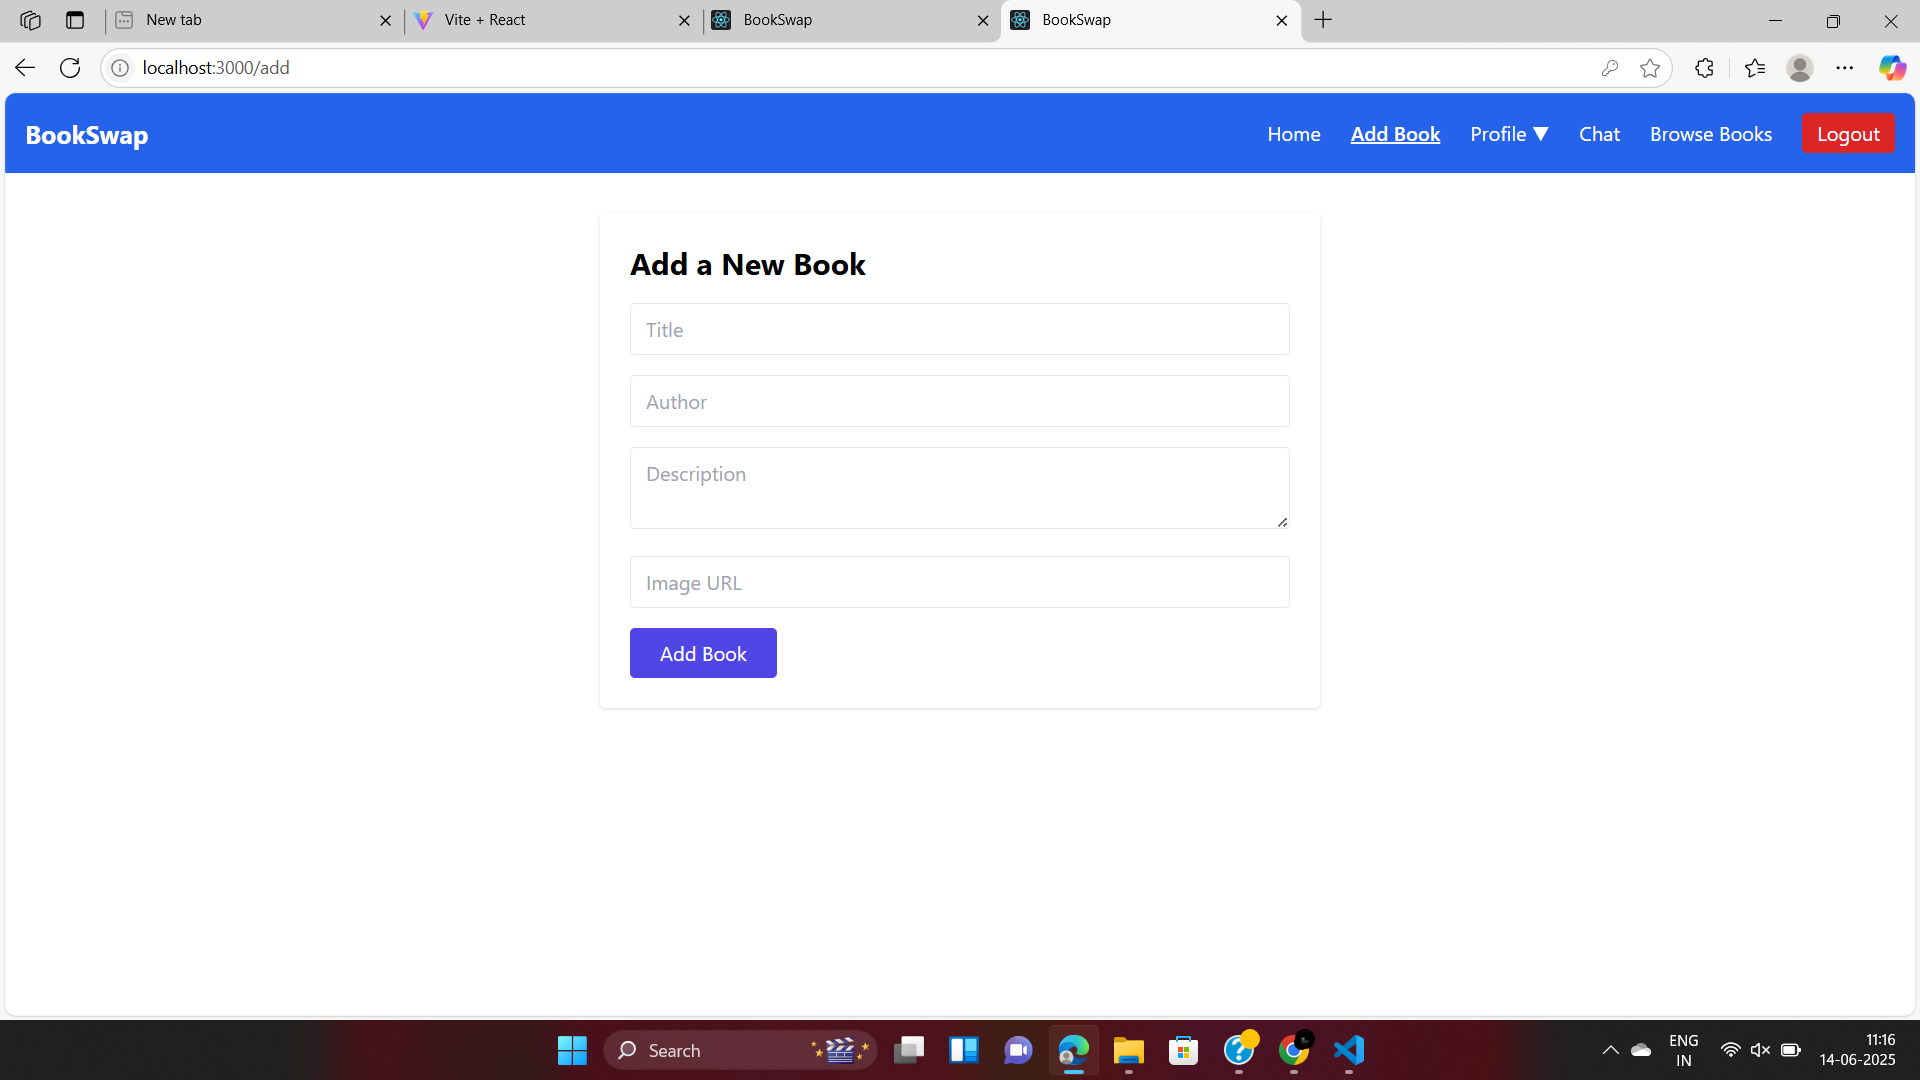 New tab
Vite + React
BookSwap
BookSwap
localhost:3000/add
BookSwap
Home
Add Book
Profile ▼
Chat
Browse Books
Logout
Add a New Book
Title
Author
Description
Image URL
Add Book
Search
ENG
IN
11:16
14-06-2025